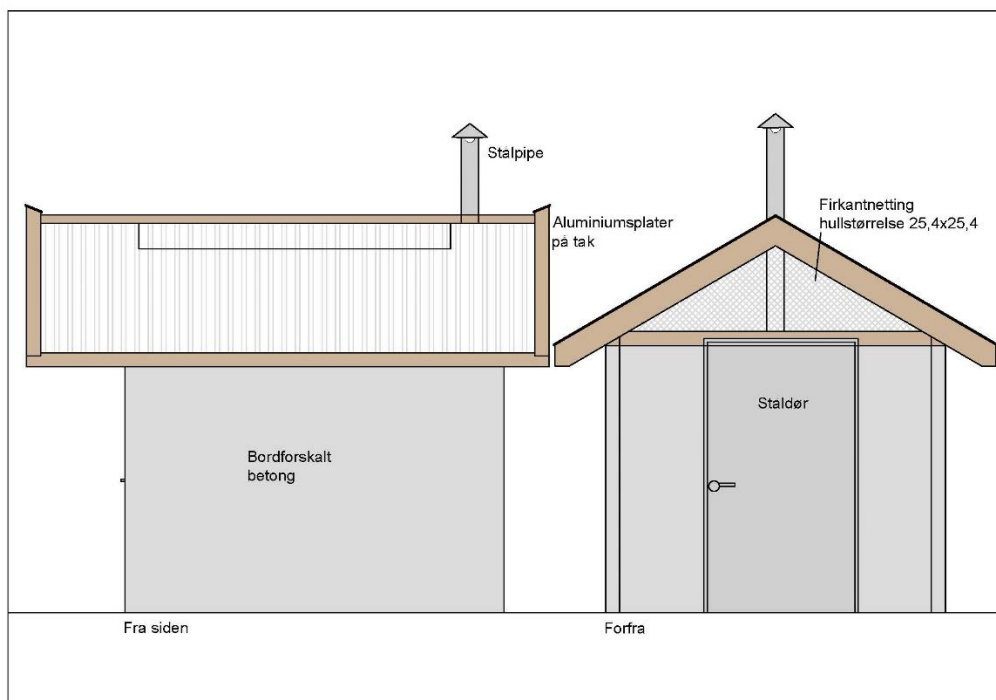 Stalpipe
Aluminiumsplater
på tak
Bordforskalt
betong
Fra siden
Firkantnetting
hullstørrelse 25,4x25,4
Staldør
Forfra